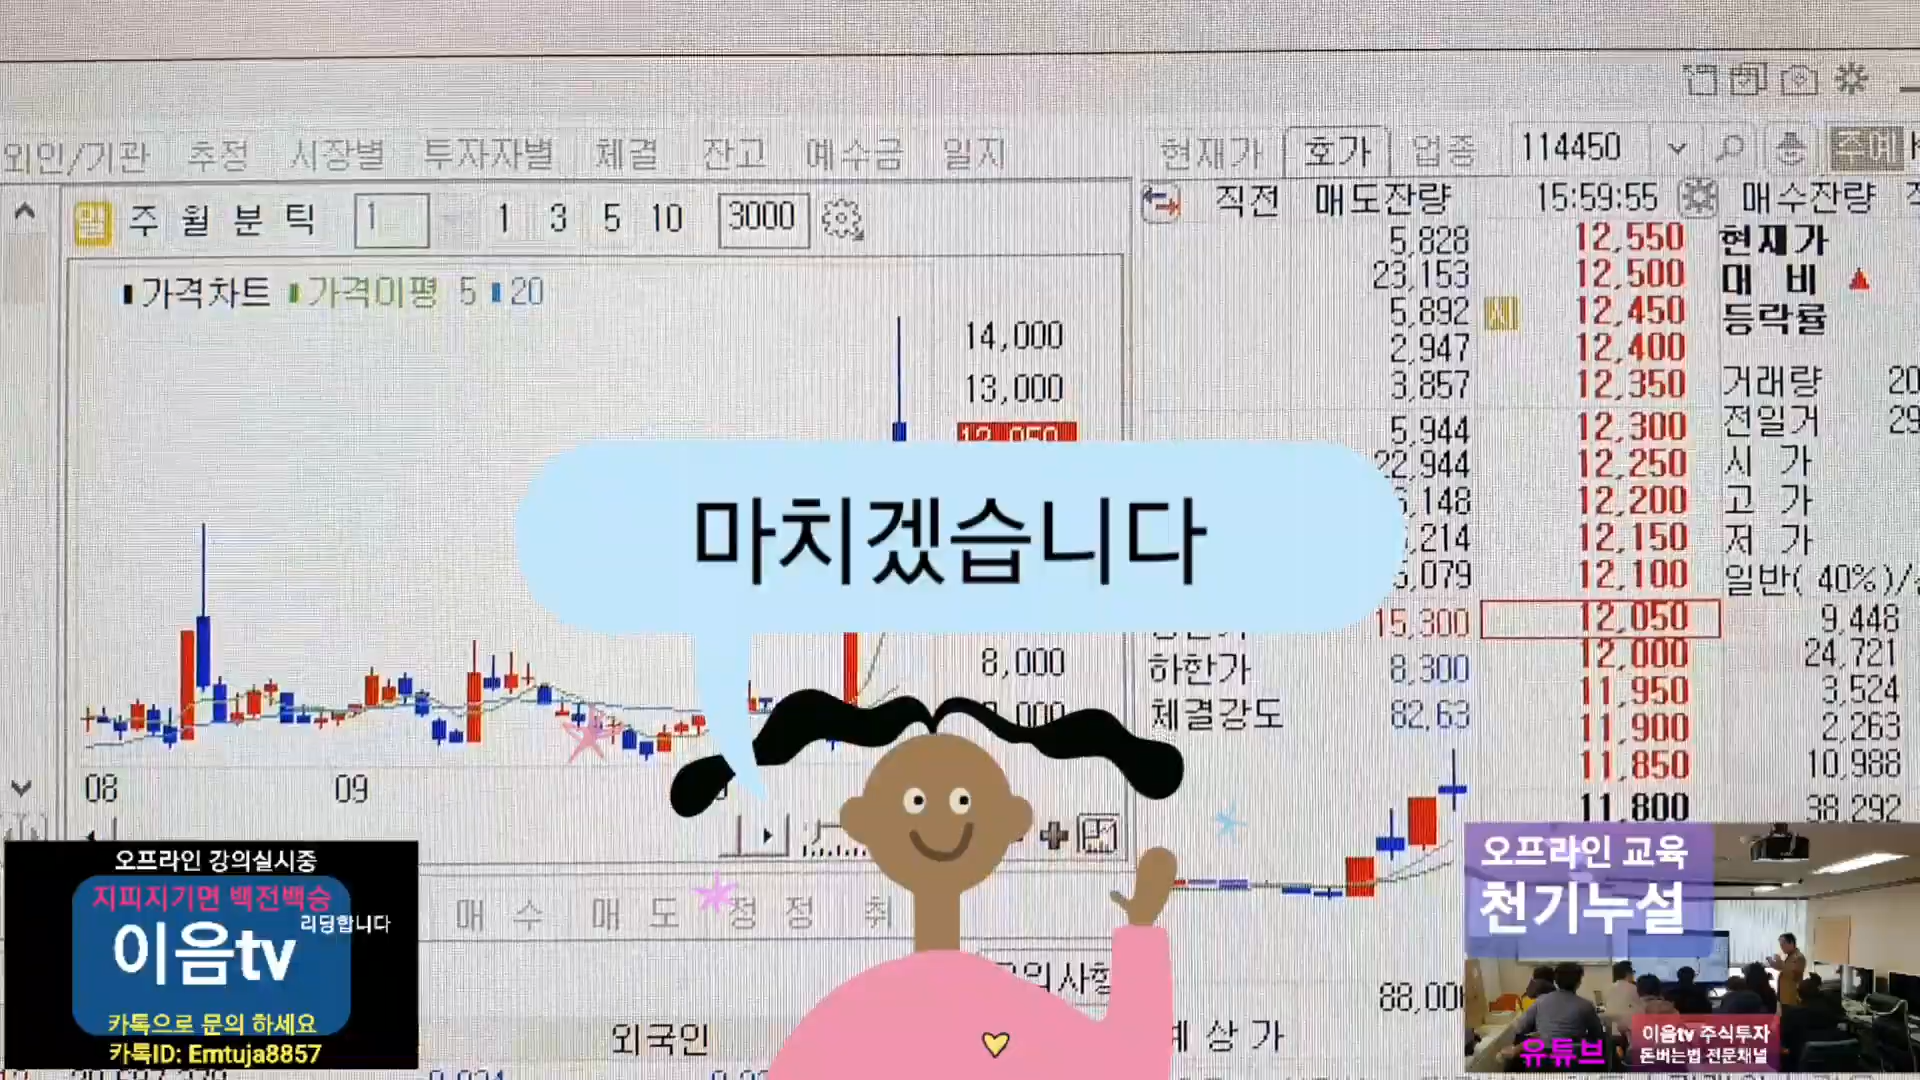 외인/기관 추정 시장별 투자자별 체결 잔고 예수금 일지
현재가 호가 업종 114450 주예
일 주 월 분 틱 1 1 3 5 10 3000
직전 매도잔량 15:59:55 매수잔량
가격차트 가격이평 5 20
14,000
13,000
12,050
8,000
08 09
5,828 12,550 현재가
23,153 12,500 대 비
5,892 12,450 등락률
2,947 12,400
3,857 12,350 거래량
5,944 12,300 전일거
22,944 12,250 시 가
12,200 고 가
12,150 저 가
5,079 12,100 일반( 40%)/
15,300 12,050 9,448
하한가 8,300 12,000 24,721
11,950 3,524
체결강도 82,63 11,900 2,263
11,850 10,988
11,800 38,292
마치겠습니다
매 수 매 도 정 정 취
외국인
오프라인 강의실시중
지피지기면 백전백승
리딩합니다
이음tv
카톡으로 문의 하세요
카톡ID: Emtuja8857
오프라인 교육
천기누설
유튜브
이음tv 주식투자
돈버는법 전문채널